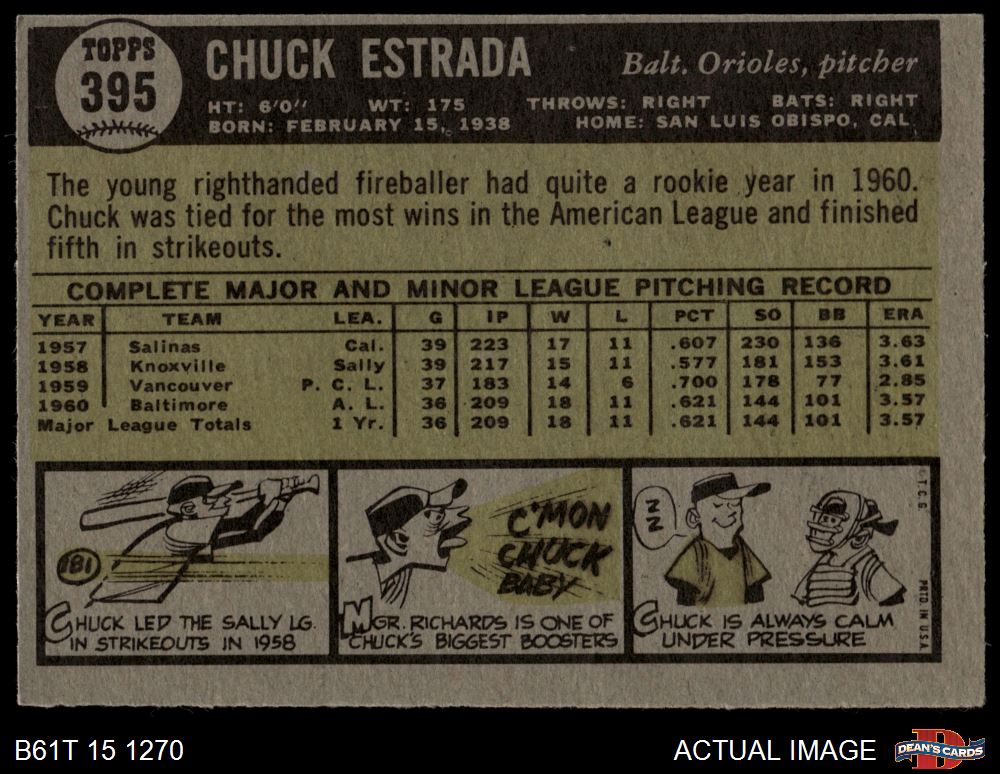 TOPPS
395
CHUCK ESTRADA
Balt. Orioles, pitcher
HT: 6'0" WT: 175 THROWS: RIGHT BATS: RIGHT
BORN: FEBRUARY 15, 1938 HOME: SAN LUIS OBISPO, CAL.
The young righthanded fireballer had quite a rookie year in 1960.
Chuck was tied for the most wins in the American League and finished
fifth in strikeouts.
COMPLETE MAJOR AND MINOR LEAGUE PITCHING RECORD
YEAR TEAM LEA. G IP W L PCT SO BB ERA
1957 Salinas Cal. 39 223 17 11 .607 230 136 3.63
1958 Knoxville Sally 39 217 15 11 .577 181 153 3.61
1959 Vancouver P. C. L. 37 183 14 6 .700 178 77 2.85
1960 Baltimore A. L. 36 209 18 11 .621 144 101 3.57
Major League Totals 1 Yr. 36 209 18 11 .621 144 101 3.57
181
CHUCK LED THE SALLY LG.
IN STRIKEOUTS IN 1958
C'MON
CHUCK
BABY
MGR. RICHARDS IS ONE OF
CHUCK'S BIGGEST BOOSTERS
Z
Z
CHUCK IS ALWAYS CALM
UNDER PRESSURE
©T.C.G. PRTD. IN U.S.A.
B61T 15 1270
ACTUAL IMAGE
DEAN'S CARDS